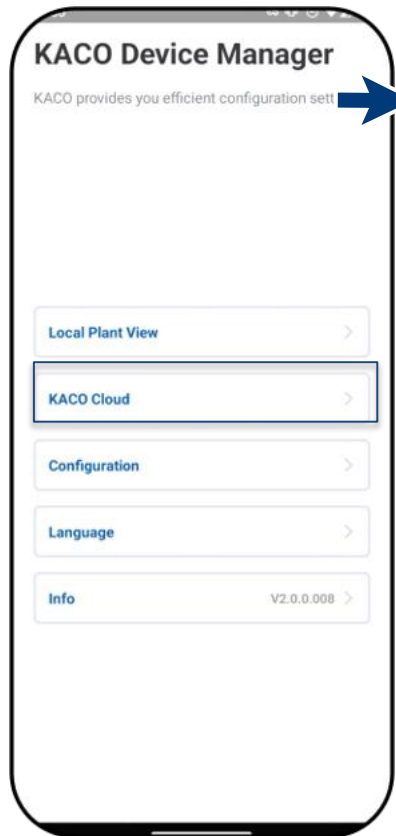 KACO Device Manager
KACO provides you efficient configuration sett
Local Plant View
KACO Cloud
Configuration
Language
Info V2.0.0.008